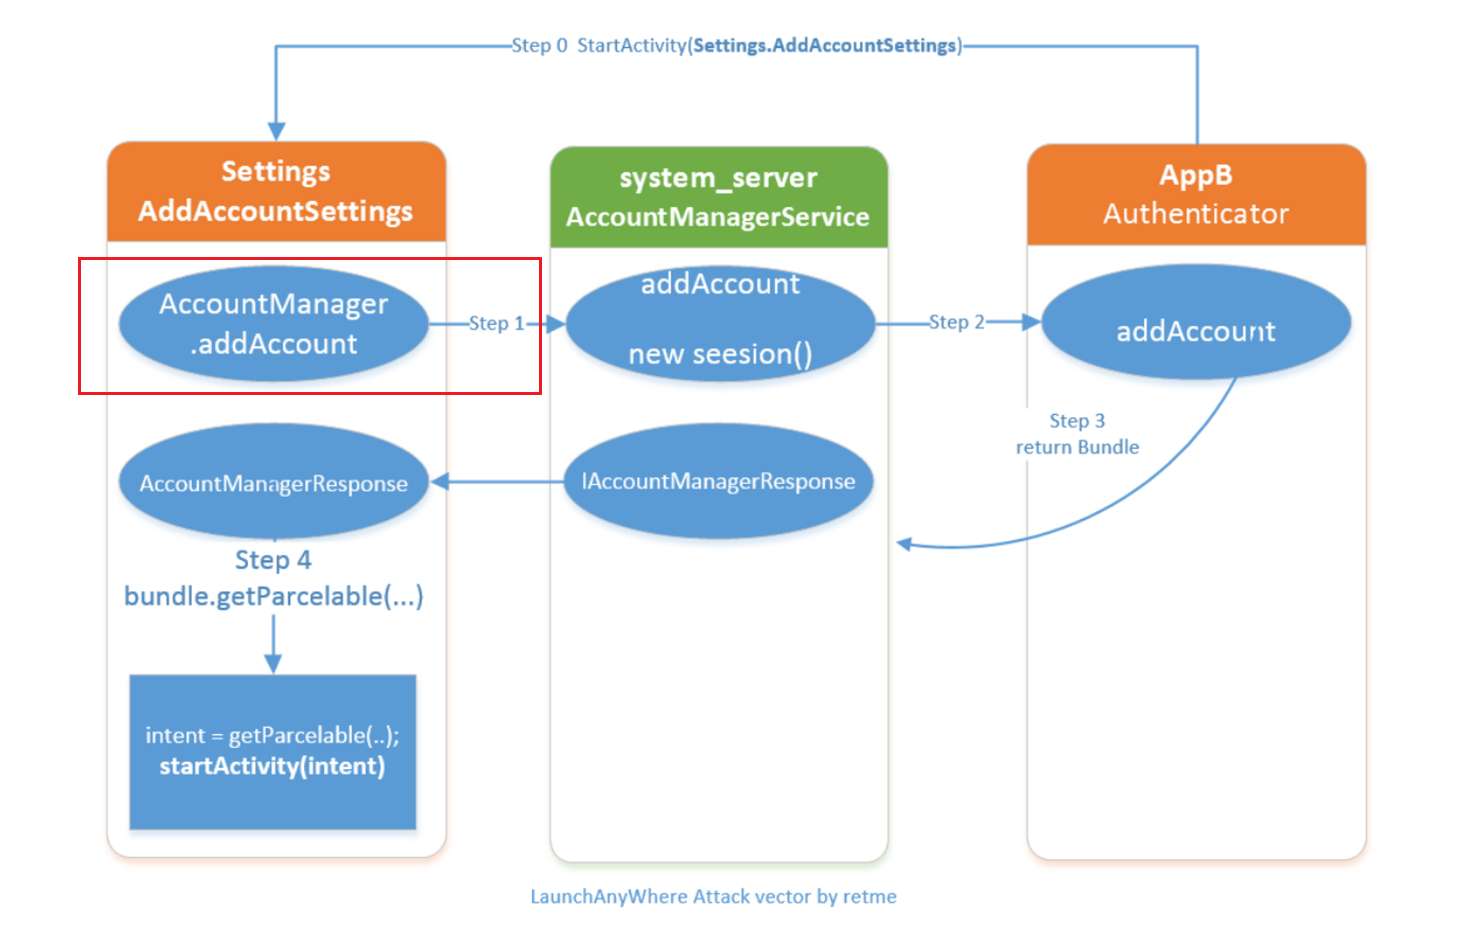 Step 0  StartActivity(Settings.AddAccountSettings)
Settings
AddAccountSettings
system_server
AccountManagerService
AppB
Authenticator
AccountManager
.addAccount
Step 1
addAccount
new seesion()
Step 2
addAccount
Step 3
return Bundle
AccountManagerResponse
IAccountManagerResponse
Step 4
bundle.getParcelable(...)
intent = getParcelable(..);
startActivity(intent)
LaunchAnyWhere Attack vector by retme